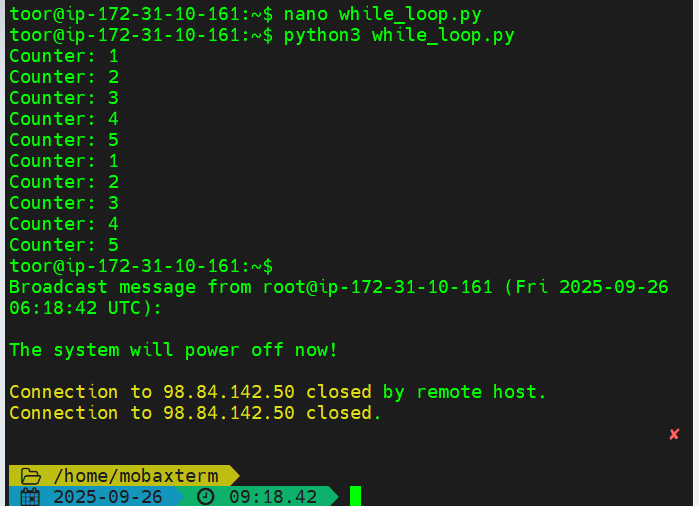 toor@ip-172-31-10-161:~$ nano while_loop.py
toor@ip-172-31-10-161:~$ python3 while_loop.py
Counter: 1
Counter: 2
Counter: 3
Counter: 4
Counter: 5
Counter: 1
Counter: 2
Counter: 3
Counter: 4
Counter: 5
toor@ip-172-31-10-161:~$
Broadcast message from root@ip-172-31-10-161 (Fri 2025-09-26
06:18:42 UTC):
The system will power off now!
Connection to 98.84.142.50 closed by remote host.
Connection to 98.84.142.50 closed.
✘
/home/mobaxterm
2025-09-26 09:18.42